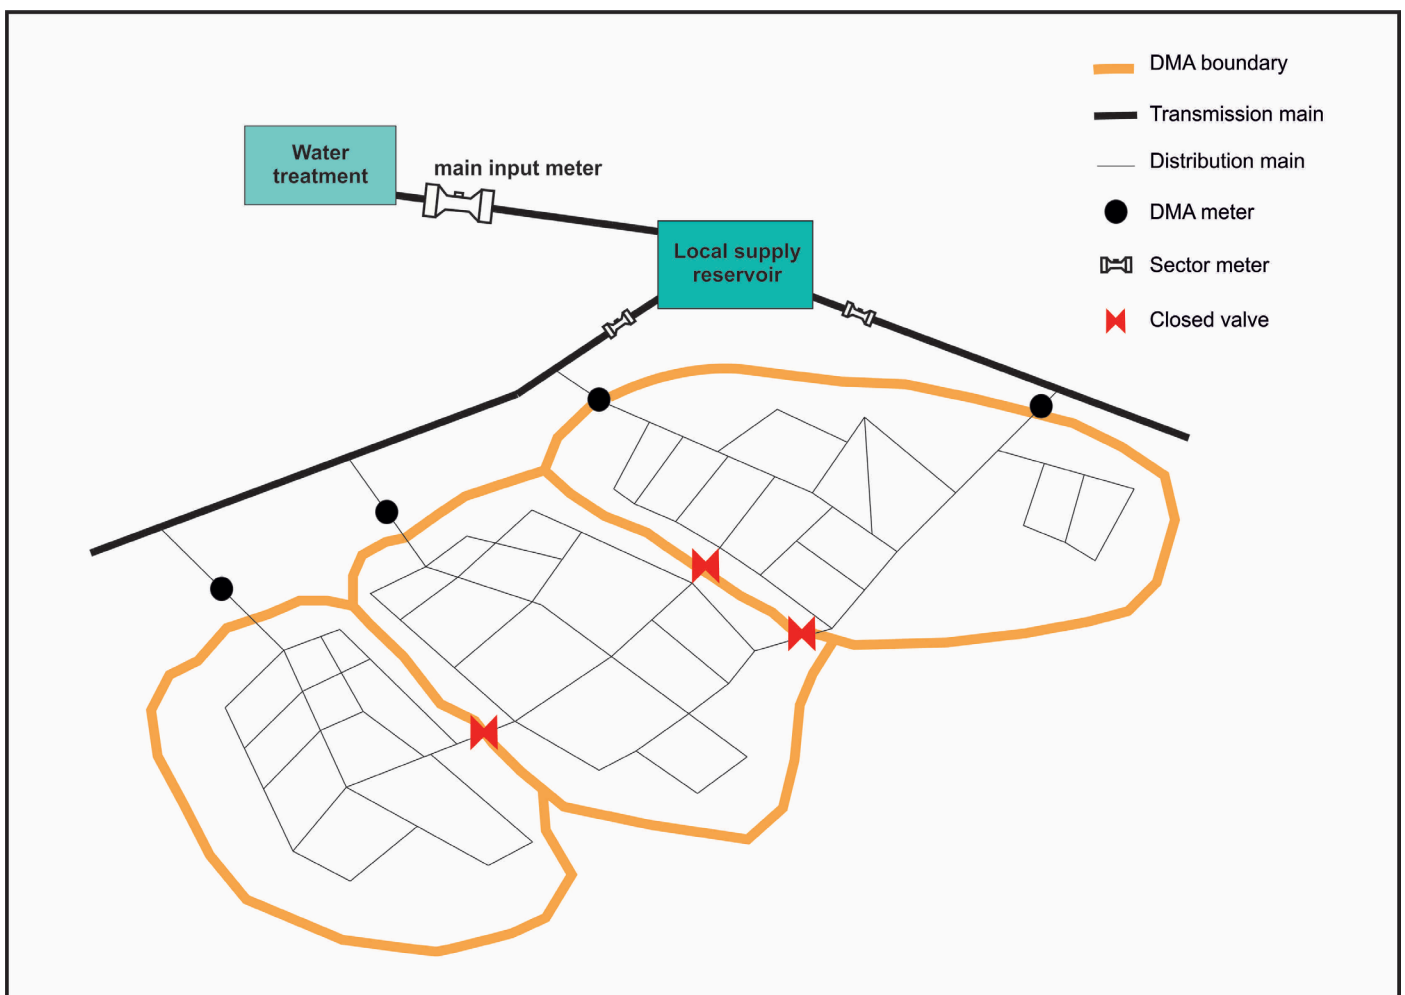 Water
treatment
main input meter
Local supply
reservoir
DMA boundary
Transmission main
Distribution main
DMA meter
Sector meter
Closed valve